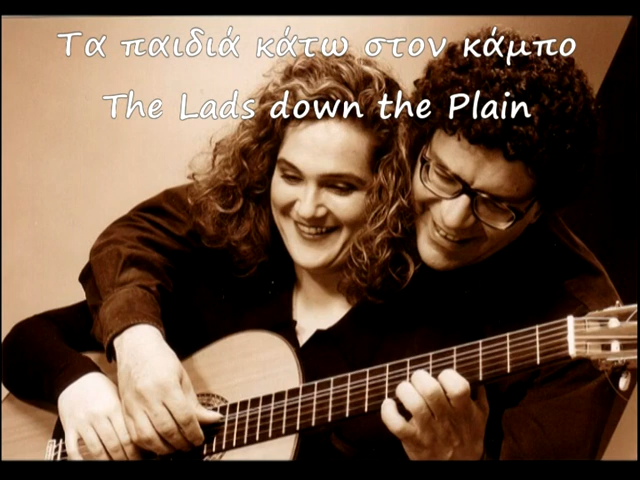 Τα παιδιά κάτω στον κάμπο
The Lads down the Plain